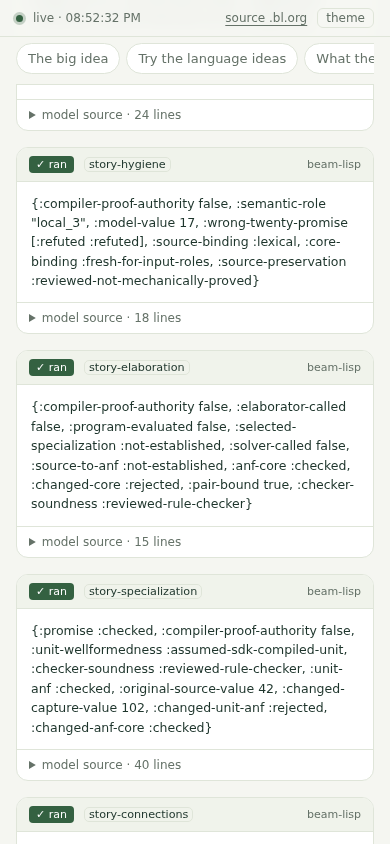 live · 08:52:32 PM
source .bl.org
theme
The big idea
Try the language ideas
What the
▶ model source · 24 lines
✓ ran
story-hygiene
beam-lisp
{:compiler-proof-authority false, :semantic-role
"local_3", :model-value 17, :wrong-twenty-promise
[:refuted :refuted], :source-binding :lexical, :core-
binding :fresh-for-input-roles, :source-preservation
:reviewed-not-mechanically-proved}
▶ model source · 18 lines
✓ ran
story-elaboration
beam-lisp
{:compiler-proof-authority false, :elaborator-called
false, :program-evaluated false, :selected-
specialization :not-established, :solver-called false,
:source-to-anf :not-established, :anf-core :checked,
:changed-core :rejected, :pair-bound true, :checker-
soundness :reviewed-rule-checker}
▶ model source · 15 lines
✓ ran
story-specialization
beam-lisp
{:promise :checked, :compiler-proof-authority false,
:unit-wellformedness :assumed-sdk-compiled-unit,
:checker-soundness :reviewed-rule-checker, :unit-
anf :checked, :original-source-value 42, :changed-
capture-value 102, :changed-unit-anf :rejected,
:changed-anf-core :checked}
▶ model source · 40 lines
✓ ran
story-connections
beam-lisp